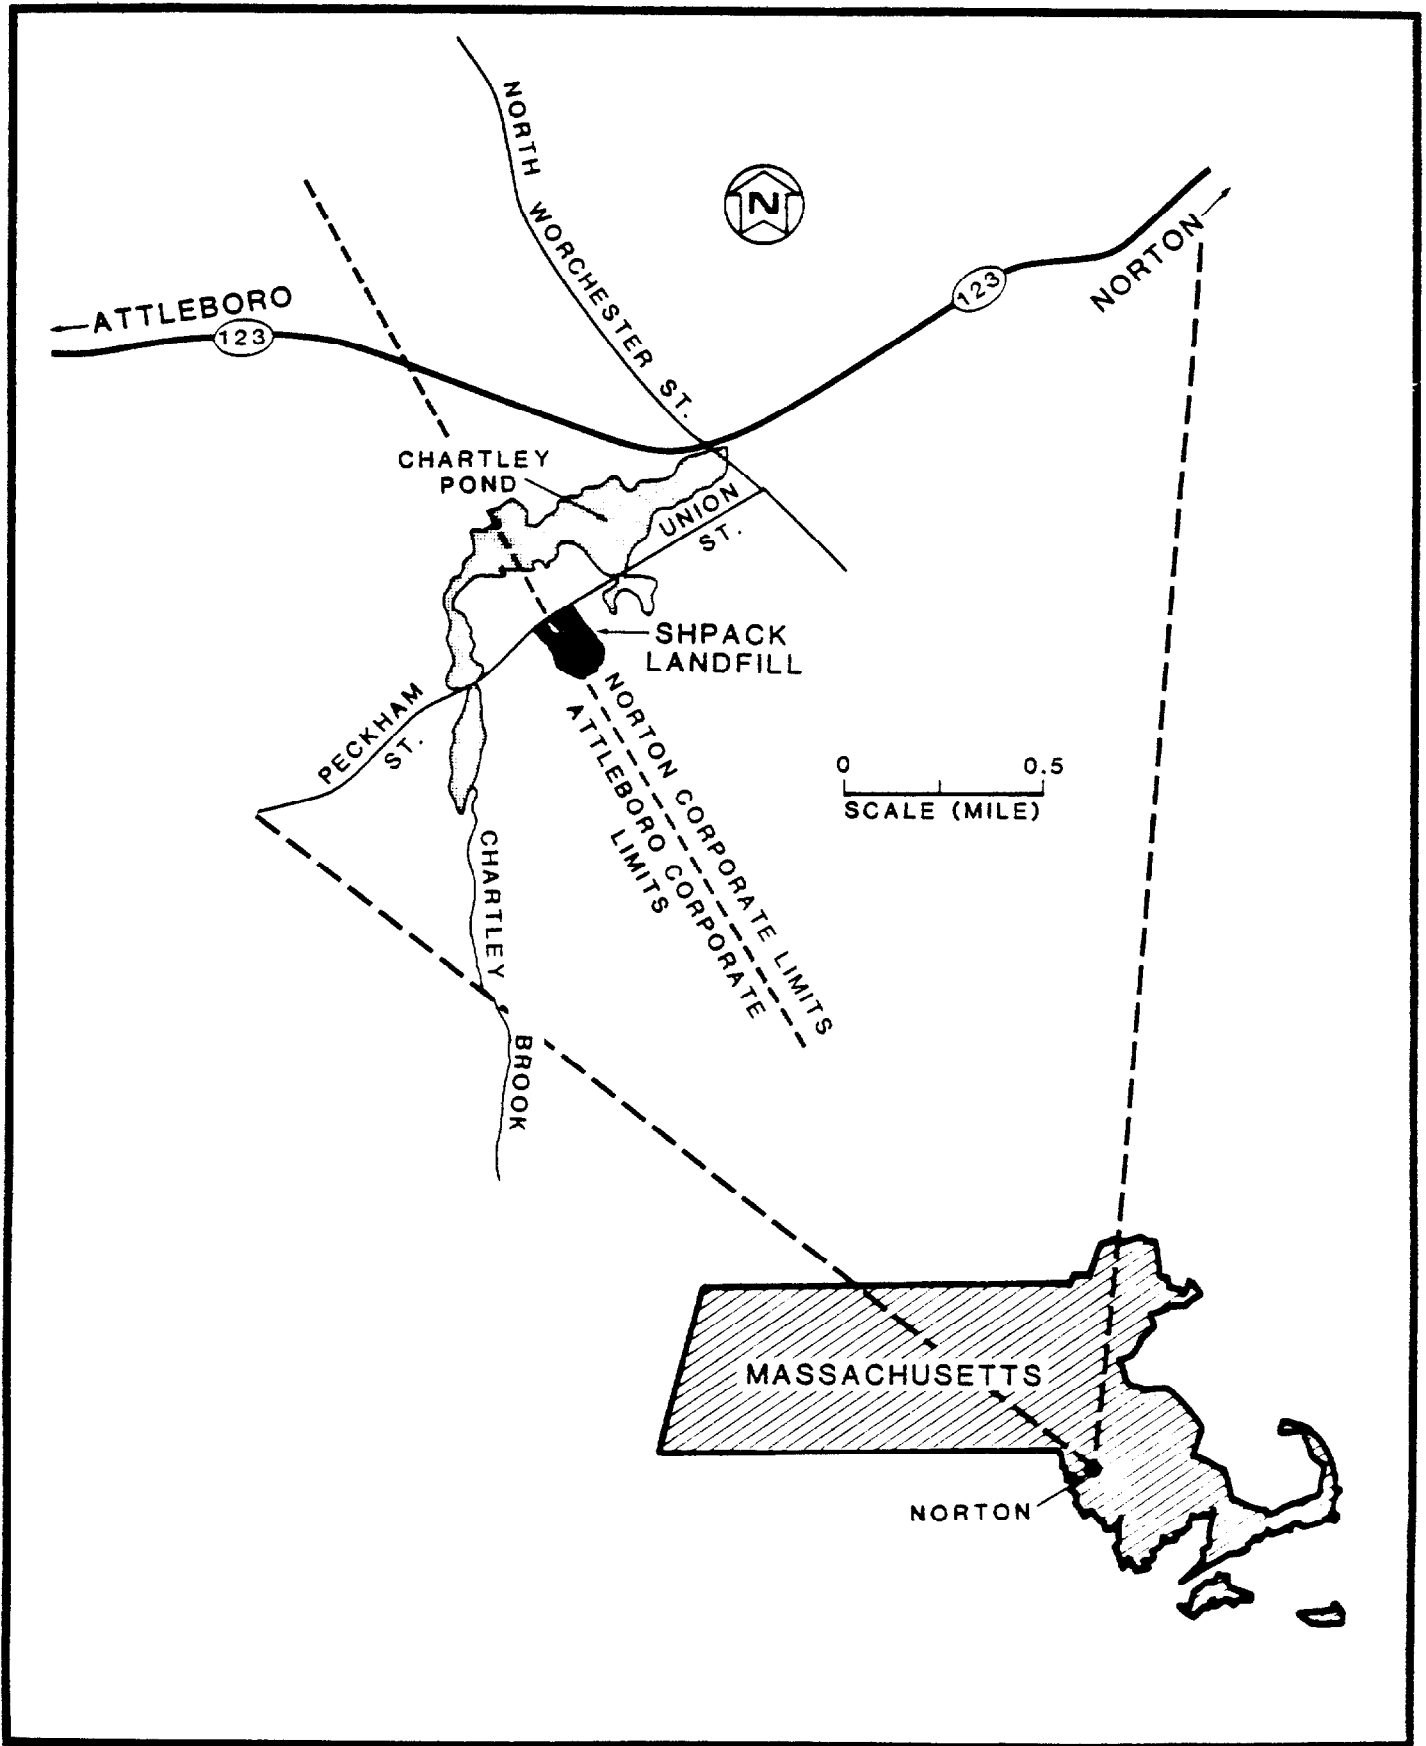 NORTH WORCHESTER ST.
N
NORTON
123
ATTLEBORO
123
CHARTLEY
POND
UNION
ST.
SHPACK
LANDFILL
PECKHAM
ST.
NORTON CORPORATE LIMITS
ATTLEBORO CORPORATE
LIMITS
0 0.5
SCALE (MILE)
CHARTLEY BROOK
MASSACHUSETTS
NORTON